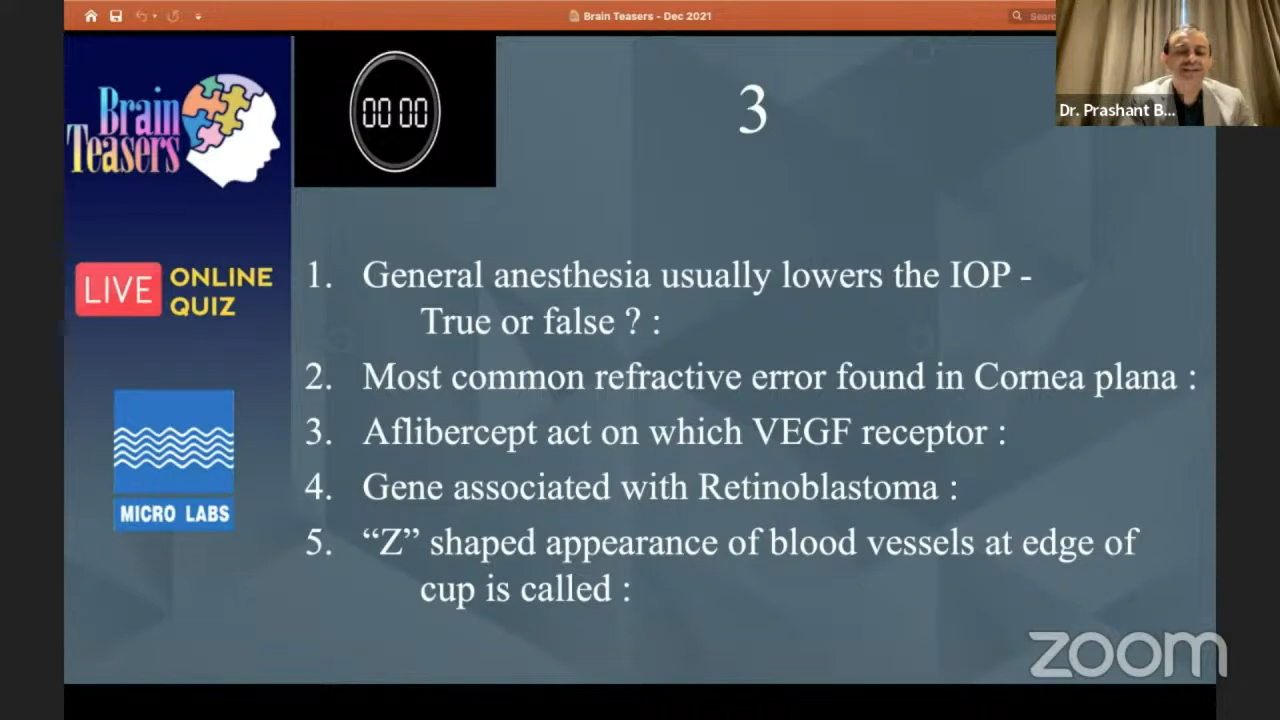 Brain Teasers - Dec 2021
Sear
Dr. Prashant B...
Brain
Teasers
00 00
3
LIVE ONLINE
QUIZ
MICRO LABS
1. General anesthesia usually lowers the IOP -
True or false ? :
2. Most common refractive error found in Cornea plana :
3. Aflibercept act on which VEGF receptor :
4. Gene associated with Retinoblastoma :
5. “Z” shaped appearance of blood vessels at edge of
cup is called :
zoom